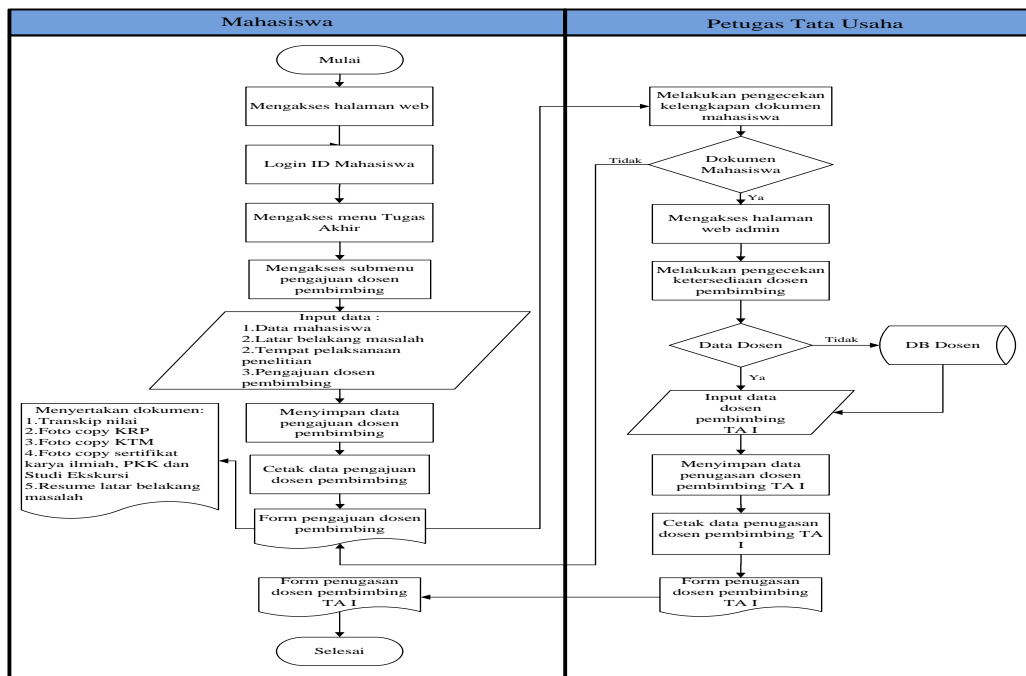 Mahasiswa
Mulai
Mengakses halaman web
Login ID Mahasiswa
Mengakses menu Tugas
Akhir
Mengakses submenu
pengajuan dosen
pembimbing
Input data :
1.Data mahasiswa
2.Latar belakang masalah
2.Tempat pelaksanaan
penelitian
3.Pengajuan dosen
pembimbing
Menyimpan data
pengajuan dosen
pembimbing
Cetak data pengajuan
dosen pembimbing
Form pengajuan dosen
pembimbing
Menyertakan dokumen:
1.Transkip nilai
2.Foto copy KRP
3.Foto copy KTM
4.Foto copy sertifikat
karya ilmiah, PKK dan
Studi Ekskursi
5.Resume latar belakang
masalah
Form penugasan
dosen pembimbing
TA I
Selesai
Petugas Tata Usaha
Melakukan pengecekan
kelengkapan dokumen
mahasiswa
Dokumen
Mahasiswa
Tidak
Ya
Mengakses halaman
web admin
Melakukan pengecekan
ketersediaan dosen
pembimbing
Data Dosen
Tidak
DB Dosen
Ya
Input data
dosen
pembimbing
TA I
Menyimpan data
penugasan dosen
pembimbing TA I
Cetak data penugasan
dosen pembimbing TA
I
Form penugasan
dosen pembimbing
TA I